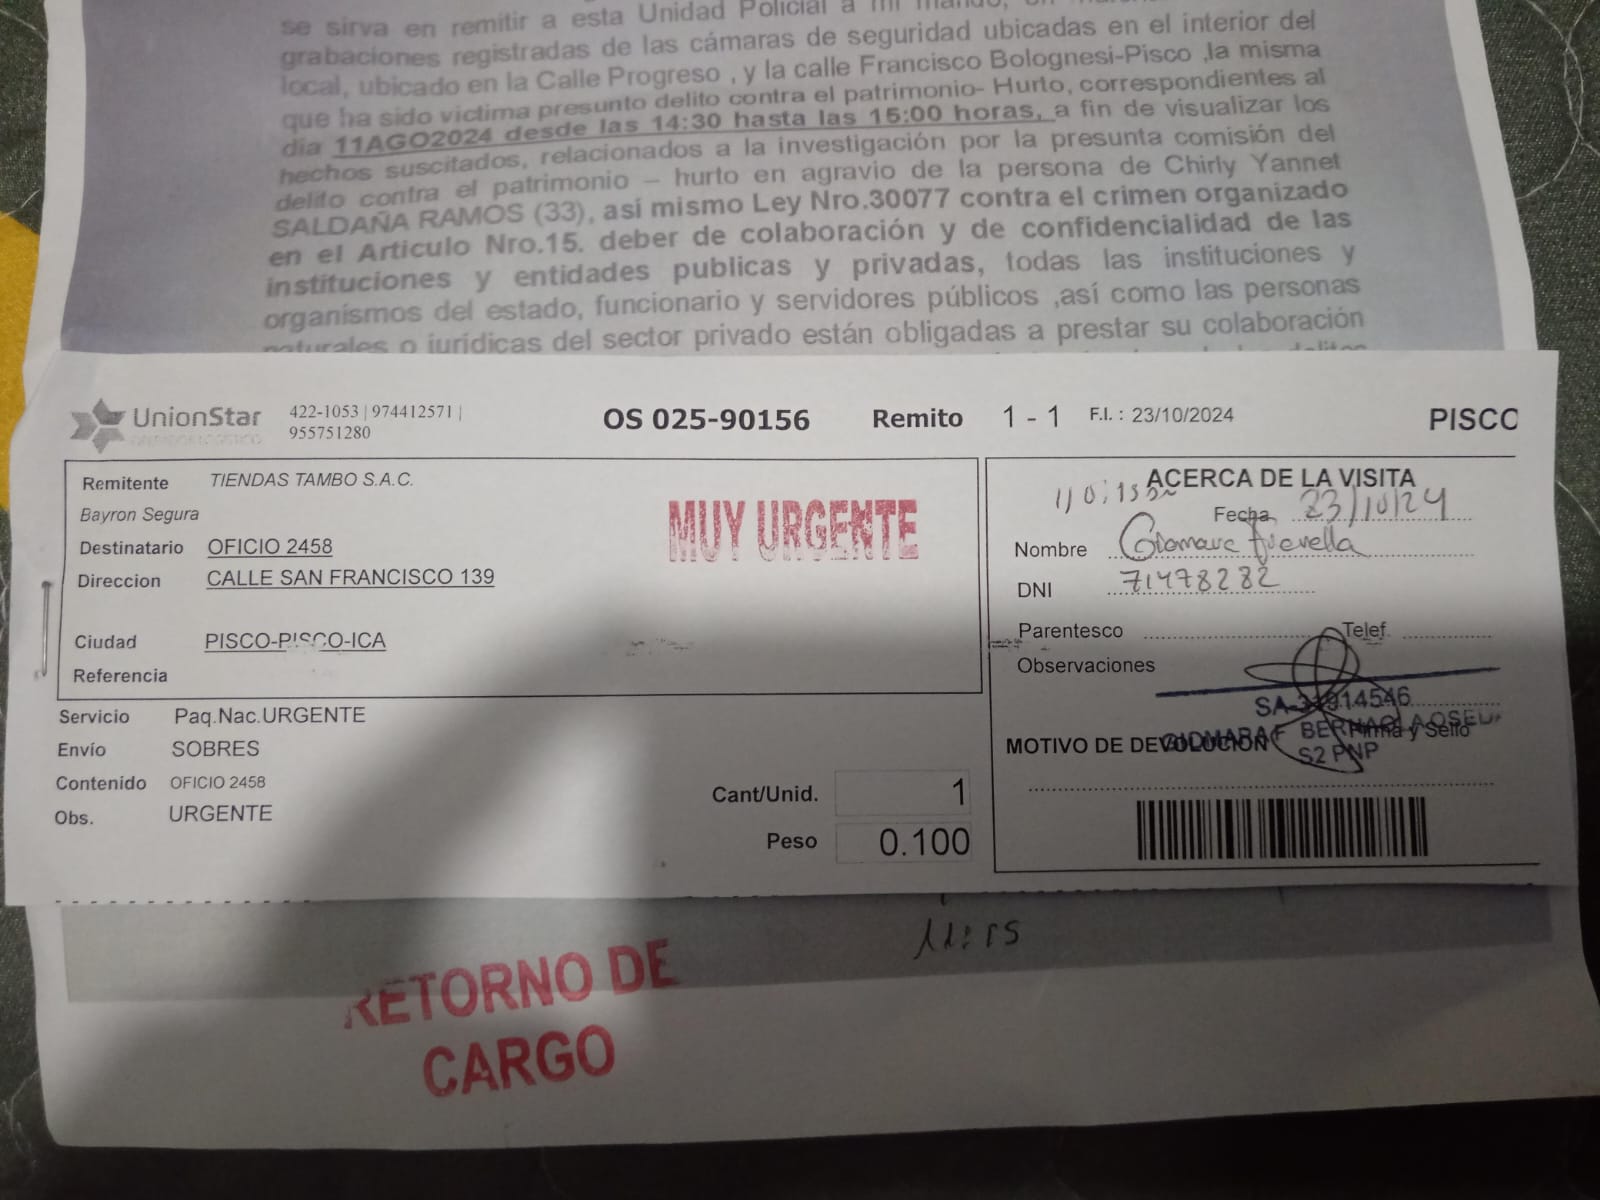 se sirva en remitir a esta Unidad Policial a mi mando,
grabaciones registradas de las cámaras de seguridad ubicadas en el interior del
local, ubicado en la Calle Progreso , y la calle Francisco Bolognesi-Pisco ,la misma
que ha sido victima presunto delito contra el patrimonio- Hurto, correspondientes al
día 11AGO2024 desde las 14:30 hasta las 15:00 horas, a fin de visualizar los
hechos suscitados, relacionados a la investigación por la presunta comisión del
delito contra el patrimonio – hurto en agravio de la persona de Chirly Yannet
SALDAÑA RAMOS (33), así mismo Ley Nro.30077 contra el crimen organizado
en el Articulo Nro.15. deber de colaboración y de confidencialidad de las
instituciones y entidades publicas y privadas, todas las instituciones y
organismos del estado, funcionario y servidores públicos ,así como las personas
naturales o jurídicas del sector privado están obligadas a prestar su colaboración
delitos
UnionStar 422-1053 | 974412571 |
955751280
OS 025-90156 Remito 1 - 1 F.I. : 23/10/2024 PISCO
Remitente TIENDAS TAMBO S.A.C.
Bayron Segura
Destinatario OFICIO 2458
Direccion CALLE SAN FRANCISCO 139
Ciudad PISCO-PISCO-ICA
Referencia
MUY URGENTE
Servicio Paq.Nac.URGENTE
Envío SOBRES
Contenido OFICIO 2458
Obs. URGENTE
Cant/Unid. 1
Peso 0.100
ACERCA DE LA VISITA
Fecha 23/10/24
Nombre
DNI 71478282
Parentesco Telef.
Observaciones
MOTIVO DE DEVOLUCION Firma y Sello
S2 PNP
11:15
RETORNO DE
CARGO